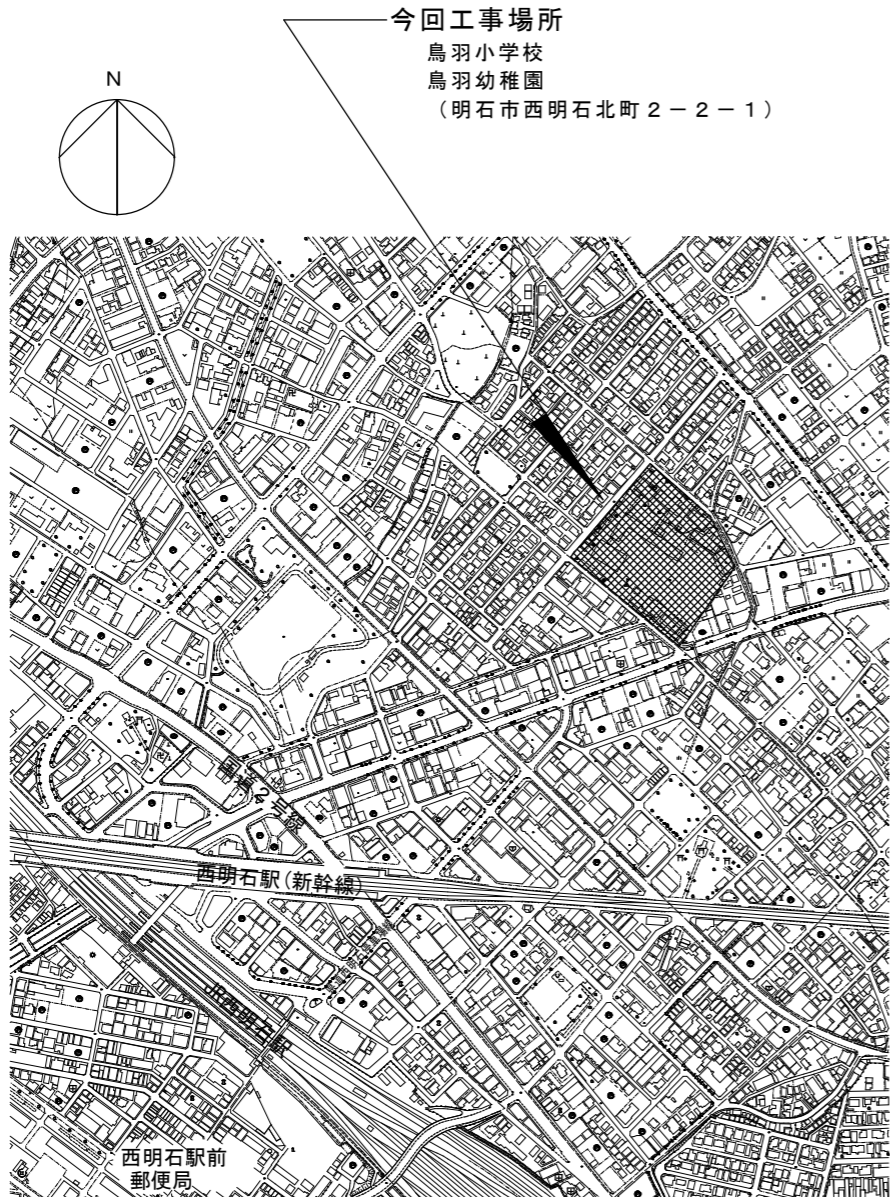 今回工事場所
鳥羽小学校
鳥羽幼稚園
（明石市西明石北町２－２－１）
N
国道2号線
西明石駅(新幹線)
JR西明石駅
西明石駅前
郵便局